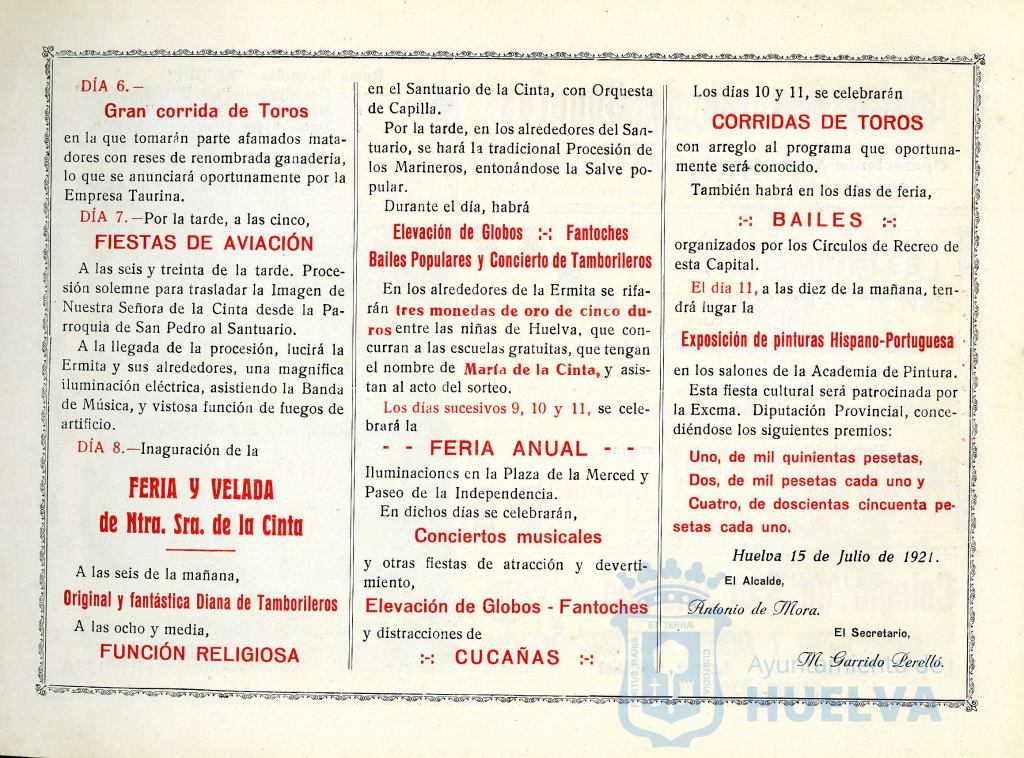 DÍA 6.—
Gran corrida de Toros
en la que tomarán parte afamados mata-
dores con reses de renombrada ganadería,
lo que se anunciará oportunamente por la
Empresa Taurina.
DÍA 7.—Por la tarde, a las cinco,
FIESTAS DE AVIACIÓN
A las seis y treinta de la tarde. Proce-
sión solemne para trasladar la Imagen de
Nuestra Señora de la Cinta desde la Pa-
rroquia de San Pedro al Santuario.
A la llegada de la procesión, lucirá la
Ermita y sus alrededores, una magnífica
iluminación eléctrica, asistiendo la Banda
de Música, y vistosa función de fuegos de
artificio.
DÍA 8.—Inaguración de la
FERIA Y VELADA
de Ntra. Sra. de la Cinta
A las seis de la mañana,
Original y fantástica Diana de Tamborileros
A las ocho y media,
FUNCIÓN RELIGIOSA
en el Santuario de la Cinta, con Orquesta
de Capilla.
Por la tarde, en los alrededores del San-
tuario, se hará la tradicional Procesión de
los Marineros, entonándose la Salve po-
pular.
Durante el día, habrá
Elevación de Globos :-: Fantoches
Bailes Populares y Concierto de Tamborileros
En los alrededores de la Ermita se rifa-
rán tres monedas de oro de cinco du-
ros entre las niñas de Huelva, que con-
curran a las escuelas gratuitas, que tengan
el nombre de María de la Cinta, y asis-
tan al acto del sorteo.
Los días sucesivos 9, 10 y 11, se cele-
brará la
- - FERIA ANUAL - -
Iluminaciones en la Plaza de la Merced y
Paseo de la Independencia.
En dichos días se celebrarán,
Conciertos musicales
y otras fiestas de atracción y diverti-
miento,
Elevación de Globos - Fantoches
y distracciones de
:-: CUCAÑAS :-:
Los días 10 y 11, se celebrarán
CORRIDAS DE TOROS
con arreglo al programa que oportuna-
mente será conocido.
También habrá en los días de feria,
:-: BAILES :-:
organizados por los Círculos de Recreo de
esta Capital.
El día 11, a las diez de la mañana, ten-
drá lugar la
Exposición de pinturas Hispano-Portuguesa
en los salones de la Academia de Pintura.
Esta fiesta cultural será patrocinada por
la Excma. Diputación Provincial, conce-
diéndose los siguientes premios:
Uno, de mil quinientas pesetas,
Dos, de mil pesetas cada uno y
Cuatro, de doscientas cincuenta pe-
setas cada uno.
Huelva 15 de Julio de 1921.
El Alcalde,
Antonio de Mora.
El Secretario,
M. Garrido Perelló.
ET TERRÆ
PORTUS MARIS
CUSTODIA
Ayuntamiento de
HUELVA